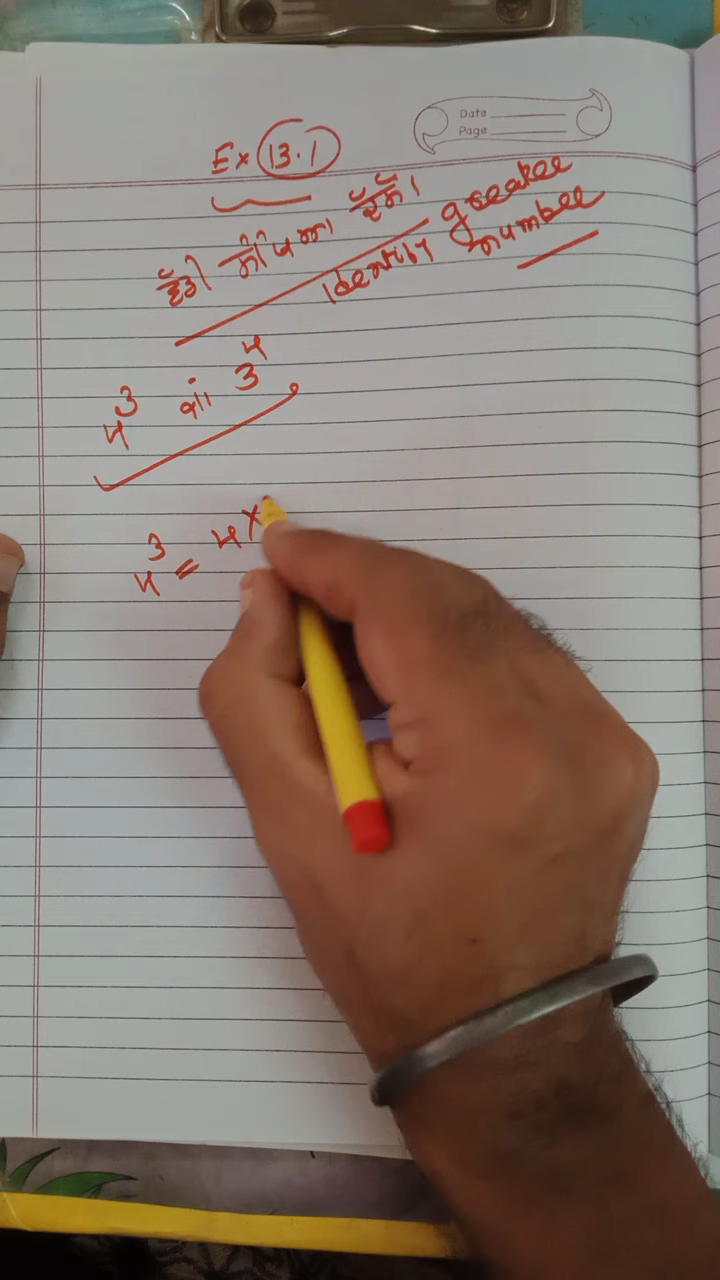 Date
Page
Ex 13.1
ਵੱਡੀ ਸੰਖਿਆ ਦੱਸੋ।
Identify greater
number
4³ ਜਾਂ 3⁴
4³ = 4×